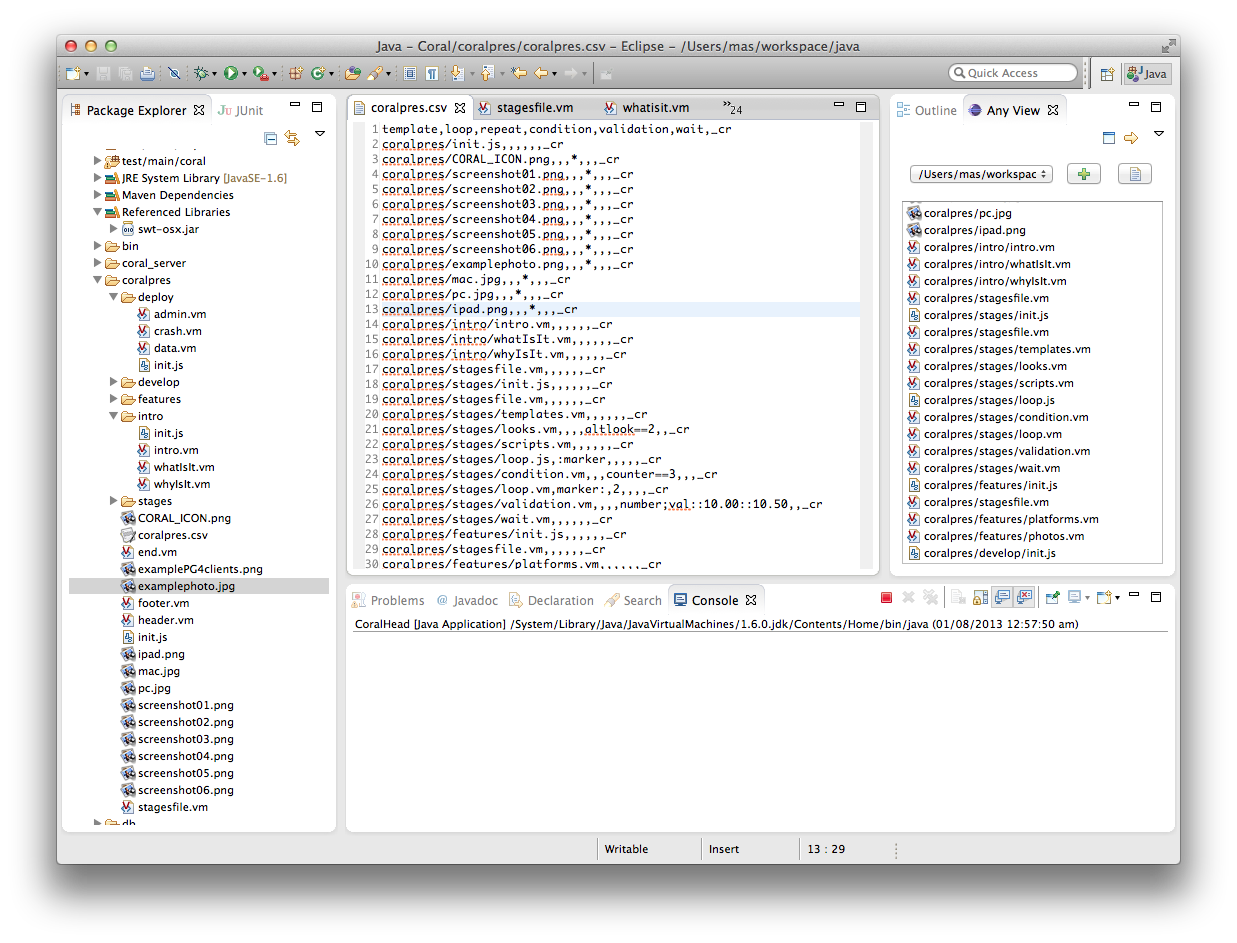 Java – Coral/coralpres/coralpres.csv – Eclipse – /Users/mas/workspace/java
Quick Access
Java
Package Explorer
JUnit
test/main/coral
JRE System Library [JavaSE-1.6]
Maven Dependencies
Referenced Libraries
swt-osx.jar
bin
coral_server
coralpres
deploy
admin.vm
crash.vm
data.vm
init.js
develop
features
intro
init.js
intro.vm
whatIsIt.vm
whyIsIt.vm
stages
CORAL_ICON.png
coralpres.csv
end.vm
examplePG4clients.png
examplephoto.jpg
footer.vm
header.vm
init.js
ipad.png
mac.jpg
pc.jpg
screenshot01.png
screenshot02.png
screenshot03.png
screenshot04.png
screenshot05.png
screenshot06.png
stagesfile.vm
db
coralpres.csv
stagesfile.vm
whatisit.vm
»24
1 template,loop,repeat,condition,validation,wait,_cr
2 coralpres/init.js,,,,,,_cr
3 coralpres/CORAL_ICON.png,,,*,,,_cr
4 coralpres/screenshot01.png,,,*,,,_cr
5 coralpres/screenshot02.png,,,*,,,_cr
6 coralpres/screenshot03.png,,,*,,,_cr
7 coralpres/screenshot04.png,,,*,,,_cr
8 coralpres/screenshot05.png,,,*,,,_cr
9 coralpres/screenshot06.png,,,*,,,_cr
10 coralpres/examplephoto.png,,,*,,,_cr
11 coralpres/mac.jpg,,,*,,,_cr
12 coralpres/pc.jpg,,,*,,,_cr
13 coralpres/ipad.png,,,*,,,_cr
14 coralpres/intro/intro.vm,,,,,,_cr
15 coralpres/intro/whatIsIt.vm,,,,,,_cr
16 coralpres/intro/whyIsIt.vm,,,,,,_cr
17 coralpres/stagesfile.vm,,,,,,_cr
18 coralpres/stages/init.js,,,,,,_cr
19 coralpres/stagesfile.vm,,,,,,_cr
20 coralpres/stages/templates.vm,,,,,,_cr
21 coralpres/stages/looks.vm,,,,altlook==2,,_cr
22 coralpres/stages/scripts.vm,,,,,,_cr
23 coralpres/stages/loop.js,:marker,,,,,_cr
24 coralpres/stages/condition.vm,,,counter==3,,,_cr
25 coralpres/stages/loop.vm,marker:,2,,,,_cr
26 coralpres/stages/validation.vm,,,,number;val::10.00::10.50,,_cr
27 coralpres/stages/wait.vm,,,,,,_cr
28 coralpres/features/init.js,,,,,,_cr
29 coralpres/stagesfile.vm,,,,,,_cr
30 coralpres/features/platforms.vm,,,,,,_cr
Outline
Any View
/Users/mas/workspac
coralpres/pc.jpg
coralpres/ipad.png
coralpres/intro/intro.vm
coralpres/intro/whatIsIt.vm
coralpres/intro/whyIsIt.vm
coralpres/stagesfile.vm
coralpres/stages/init.js
coralpres/stagesfile.vm
coralpres/stages/templates.vm
coralpres/stages/looks.vm
coralpres/stages/scripts.vm
coralpres/stages/loop.js
coralpres/stages/condition.vm
coralpres/stages/loop.vm
coralpres/stages/validation.vm
coralpres/stages/wait.vm
coralpres/features/init.js
coralpres/stagesfile.vm
coralpres/features/platforms.vm
coralpres/features/photos.vm
coralpres/develop/init.js
Problems
@ Javadoc
Declaration
Search
Console
CoralHead [Java Application] /System/Library/Java/JavaVirtualMachines/1.6.0.jdk/Contents/Home/bin/java (01/08/2013 12:57:50 am)
Writable
Insert
13 : 29